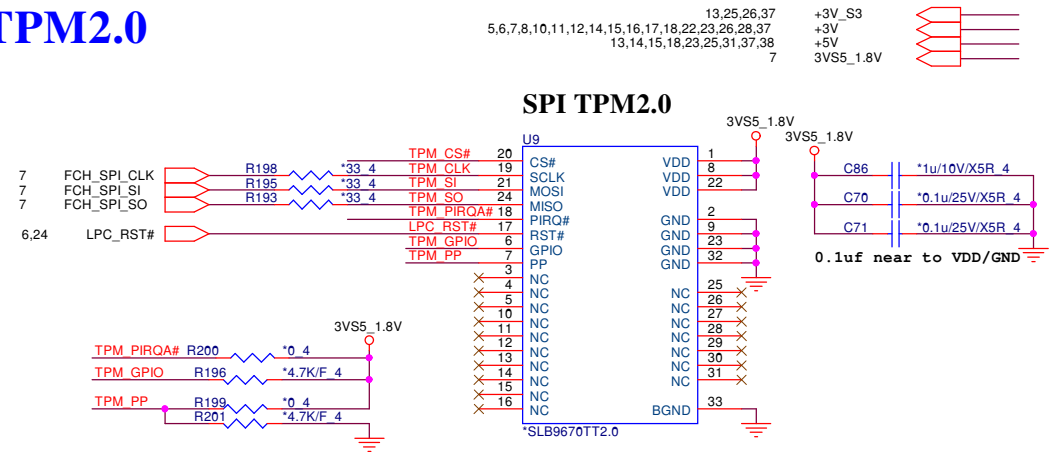 TPM2.0
13,25,26,37 +3V_S3
5,6,7,8,10,11,12,14,15,16,17,18,22,23,26,28,37 +3V
13,14,15,18,23,25,31,37,38 +5V
7 3VS5_1.8V
SPI TPM2.0
3VS5_1.8V
3VS5_1.8V
U9
7 FCH_SPI_CLK R198 *33_4
7 FCH_SPI_SI R195 *33_4
7 FCH_SPI_SO R193 *33_4
6,24 LPC_RST#
TPM_CS# 20 CS#
TPM_CLK 19 SCLK
TPM_SI 21 MOSI
TPM_SO 24 MISO
TPM_PIRQA# 18 PIRQ#
LPC_RST# 17 RST#
TPM_GPIO 6 GPIO
TPM_PP 7 PP
3 NC
4 NC
5 NC
10 NC
11 NC
12 NC
13 NC
14 NC
15 NC
16 NC
VDD 1
VDD 8
VDD 22
GND 2
GND 9
GND 23
GND 32
NC 25
NC 26
NC 27
NC 28
NC 29
NC 30
NC 31
BGND 33
*SLB9670TT2.0
C86 *1u/10V/X5R_4
C70 *0.1u/25V/X5R_4
C71 *0.1u/25V/X5R_4
0.1uf near to VDD/GND
3VS5_1.8V
TPM_PIRQA# R200 *0_4
TPM_GPIO R196 *4.7K/F_4
TPM_PP R199 *0_4
R201 *4.7K/F_4